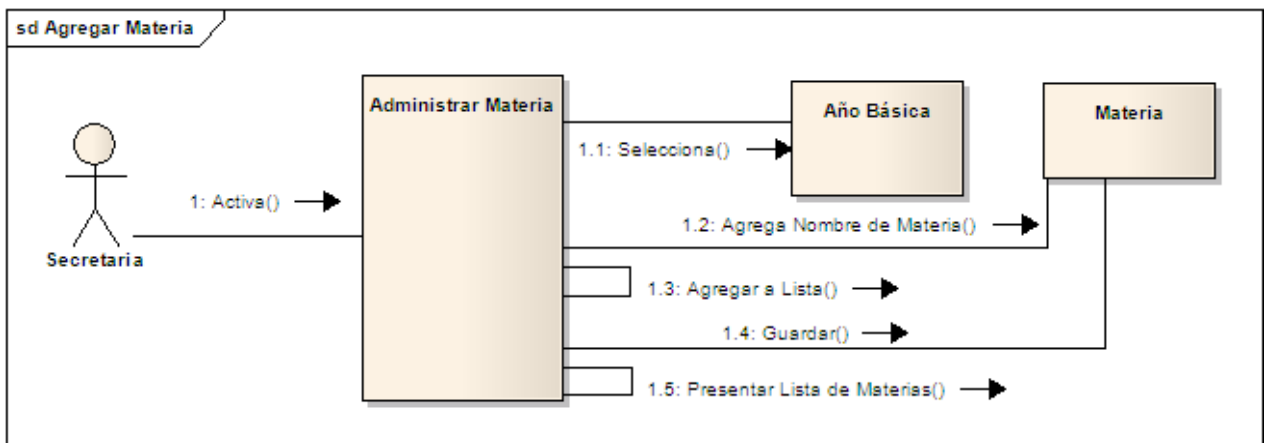 sd Agregar Materia
Administrar Materia
Año Básica
Materia
1.1: Selecciona()
1: Activa()
1.2: Agrega Nombre de Materia()
Secretaria
1.3: Agregar a Lista()
1.4: Guardar()
1.5: Presentar Lista de Materias()